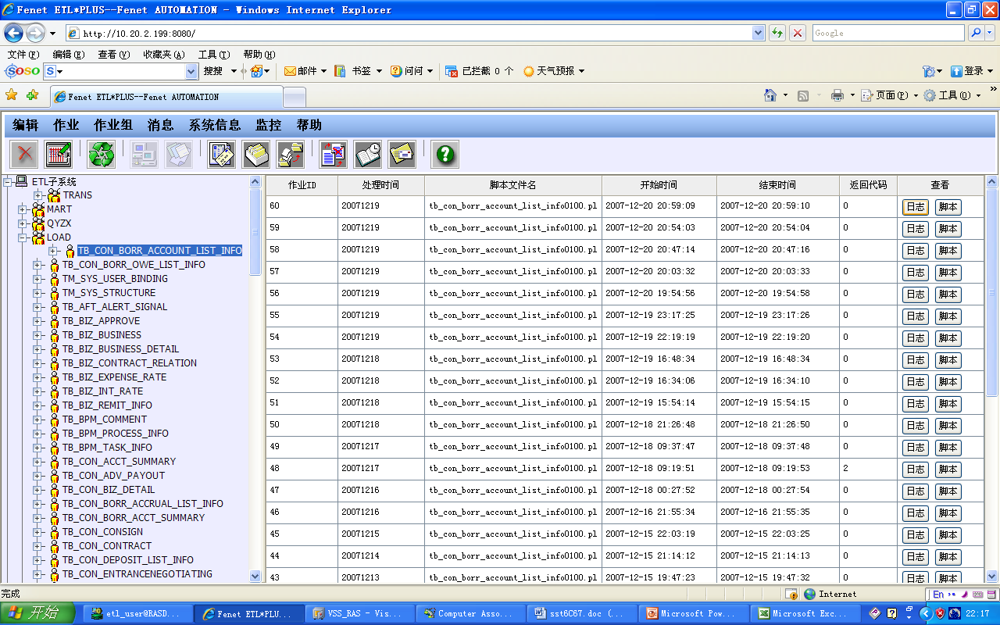 Fenet ETL*PLUS--Fenet AUTOMATION - Windows Internet Explorer
http://10.20.2.199:8080/
Google
文件(F) 编辑(E) 查看(V) 收藏夹(A) 工具(T) 帮助(H)
SOSO S 搜搜 邮件 书签 问问 已拦截 0 个 天气预报 登录
Fenet ETL*PLUS--Fenet AUTOMATION 页面(P) 工具(O)
编辑 作业 作业组 消息 系统信息 监控 帮助
ETL子系统
TRANS
MART
QYZX
LOAD
TB_CON_BORR_ACCOUNT_LIST_INFO
TB_CON_BORR_OWE_LIST_INFO
TM_SYS_USER_BINDING
TM_SYS_STRUCTURE
TB_AFT_ALERT_SIGNAL
TB_BIZ_APPROVE
TB_BIZ_BUSINESS
TB_BIZ_BUSINESS_DETAIL
TB_BIZ_CONTRACT_RELATION
TB_BIZ_EXPENSE_RATE
TB_BIZ_INT_RATE
TB_BIZ_REMIT_INFO
TB_BPM_COMMENT
TB_BPM_PROCESS_INFO
TB_BPM_TASK_INFO
TB_CON_ACCT_SUMMARY
TB_CON_ADV_PAYOUT
TB_CON_BIZ_DETAIL
TB_CON_BORR_ACCRUAL_LIST_INFO
TB_CON_BORR_ACCT_SUMMARY
TB_CON_CONSIGN
TB_CON_CONTRACT
TB_CON_DEPOSIT_LIST_INFO
TB_CON_ENTRANCENEGOTIATING
作业ID 处理时间 脚本文件名 开始时间 结束时间 返回代码 查看
60 20071219 tb_con_borr_account_list_info0100.pl 2007-12-20 20:59:09 2007-12-20 20:59:10 0 日志 脚本
59 20071219 tb_con_borr_account_list_info0100.pl 2007-12-20 20:54:03 2007-12-20 20:54:04 0 日志 脚本
58 20071219 tb_con_borr_account_list_info0100.pl 2007-12-20 20:47:14 2007-12-20 20:47:16 0 日志 脚本
57 20071219 tb_con_borr_account_list_info0100.pl 2007-12-20 20:03:32 2007-12-20 20:03:33 0 日志 脚本
56 20071219 tb_con_borr_account_list_info0100.pl 2007-12-20 19:54:56 2007-12-20 19:54:58 0 日志 脚本
55 20071219 tb_con_borr_account_list_info0100.pl 2007-12-19 23:17:25 2007-12-19 23:17:26 0 日志 脚本
54 20071219 tb_con_borr_account_list_info0100.pl 2007-12-19 22:19:19 2007-12-19 22:19:20 0 日志 脚本
53 20071218 tb_con_borr_account_list_info0100.pl 2007-12-19 16:48:34 2007-12-19 16:48:34 0 日志 脚本
52 20071218 tb_con_borr_account_list_info0100.pl 2007-12-19 16:34:06 2007-12-19 16:34:10 0 日志 脚本
51 20071218 tb_con_borr_account_list_info0100.pl 2007-12-19 15:54:14 2007-12-19 15:54:15 0 日志 脚本
50 20071218 tb_con_borr_account_list_info0100.pl 2007-12-18 21:26:48 2007-12-18 21:26:50 0 日志 脚本
49 20071217 tb_con_borr_account_list_info0100.pl 2007-12-18 09:37:47 2007-12-18 09:37:48 0 日志 脚本
48 20071217 tb_con_borr_account_list_info0100.pl 2007-12-18 09:19:51 2007-12-18 09:19:53 2 日志 脚本
47 20071216 tb_con_borr_account_list_info0100.pl 2007-12-18 00:27:52 2007-12-18 00:27:54 0 日志 脚本
46 20071216 tb_con_borr_account_list_info0100.pl 2007-12-16 21:55:34 2007-12-16 21:55:35 0 日志 脚本
45 20071215 tb_con_borr_account_list_info0100.pl 2007-12-15 22:03:19 2007-12-15 22:03:25 0 日志 脚本
44 20071214 tb_con_borr_account_list_info0100.pl 2007-12-15 21:14:12 2007-12-15 21:14:13 0 日志 脚本
43 20071213 tb_con_borr_account_list_info0100.pl 2007-12-15 19:47:23 2007-12-15 19:47:32 0 日志 脚本
完成 Internet En
开始 etl_user@RASD... Fenet ETL*PLU... VSS_RAS - Vis... Computer Asso... sst6C67.doc (... Microsoft Pow... Microsoft Exc... 22:17